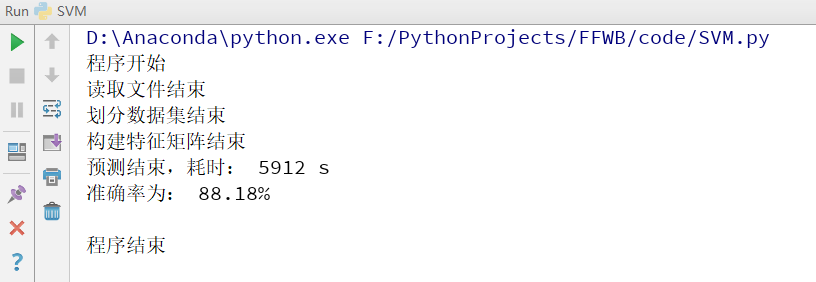 Run SVM
D:\Anaconda\python.exe F:/PythonProjects/FFWB/code/SVM.py
程序开始
读取文件结束
划分数据集结束
构建特征矩阵结束
预测结束，耗时： 5912 s
准确率为： 88.18%
程序结束